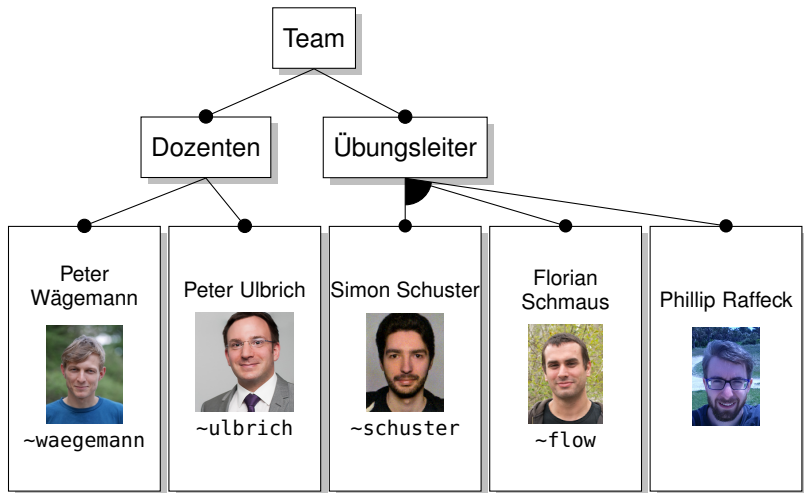 Team
Dozenten
Übungsleiter
Peter
Wägemann
~waegemann
Peter Ulbrich
~ulbrich
Simon Schuster
~schuster
Florian
Schmaus
~flow
Phillip Raffeck